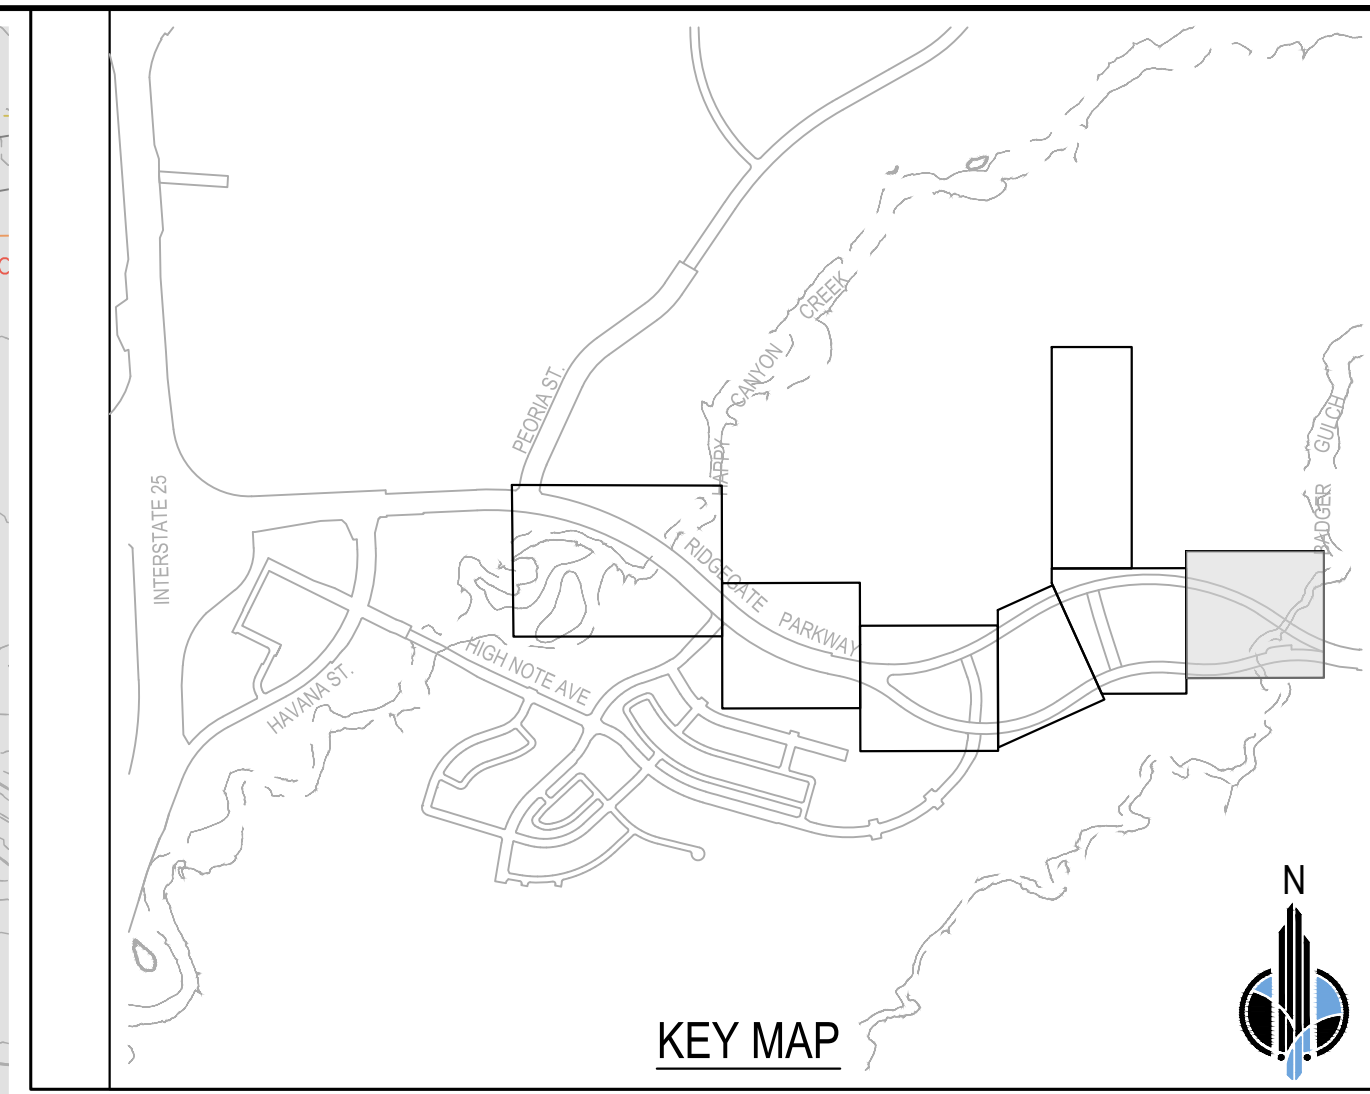 CREEK
CANYON
HAPPY
PEORIA ST.
GULCH
BADGER
INTERSTATE 25
RIDGEGATE
PARKWAY
HIGH NOTE AVE
HAVANA ST.
N
KEY MAP